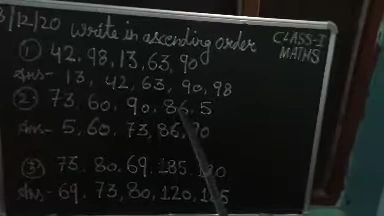 3/12/20 Write in ascending order
CLASS-I
MATHS
① 42, 98, 13, 63, 90
Ans- 13, 42, 63, 90, 98
② 73, 60, 90, 86, 5
Ans- 5, 60, 73, 86, 90
③ 73, 80, 69, 185, 120
Ans- 69, 73, 80, 120, 185